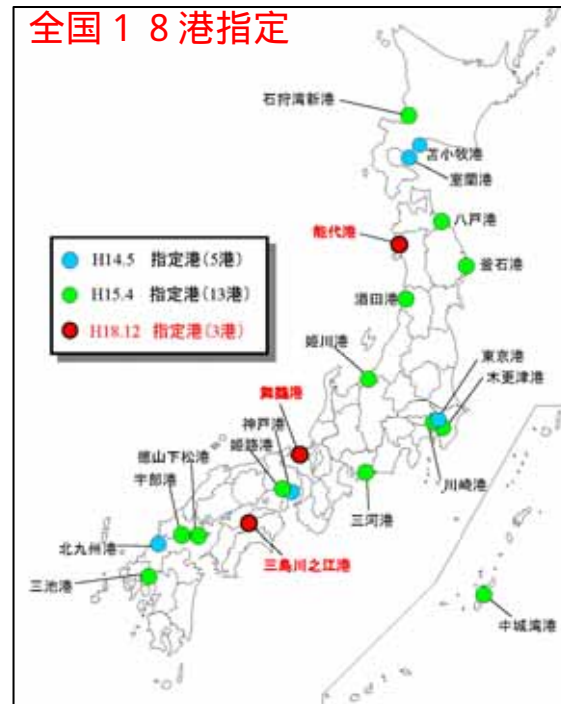 全国１８港指定
石狩湾新港
苫小牧港
室蘭港
八戸港
能代港
釜石港
H14.5 指定港(5港)
H15.4 指定港(13港)
H18.12 指定港(3港)
酒田港
姫川港
東京港
木更津港
舞鶴港
神戸港
姫路港
徳山下松港
宇部港
川崎港
三河港
北九州港
三島川之江港
三池港
中城湾港